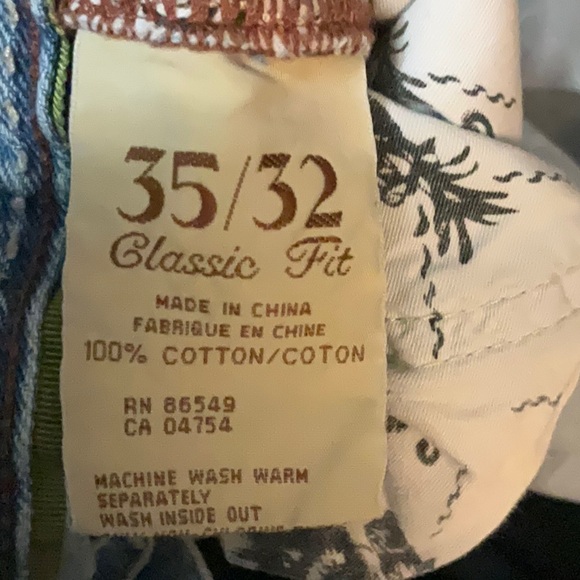 35/32
Classic Fit
MADE IN CHINA
FABRIQUE EN CHINE
100% COTTON/COTON
RN 86549
CA 04754
MACHINE WASH WARM
SEPARATELY
WASH INSIDE OUT